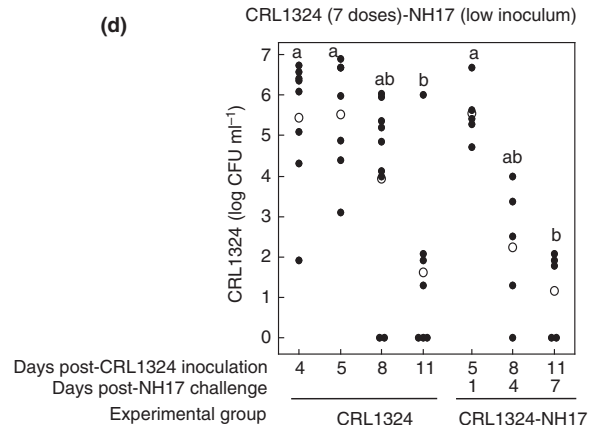 CRL1324 (7 doses)-NH17 (low inoculum)
(d)
7
6
5
4
3
2
1
0
CRL1324 (log CFU ml⁻¹)
a a ab b a ab b
Days post-CRL1324 inoculation 4 5 8 11 5 8 11
Days post-NH17 challenge 1 4 7
Experimental group CRL1324 CRL1324-NH17